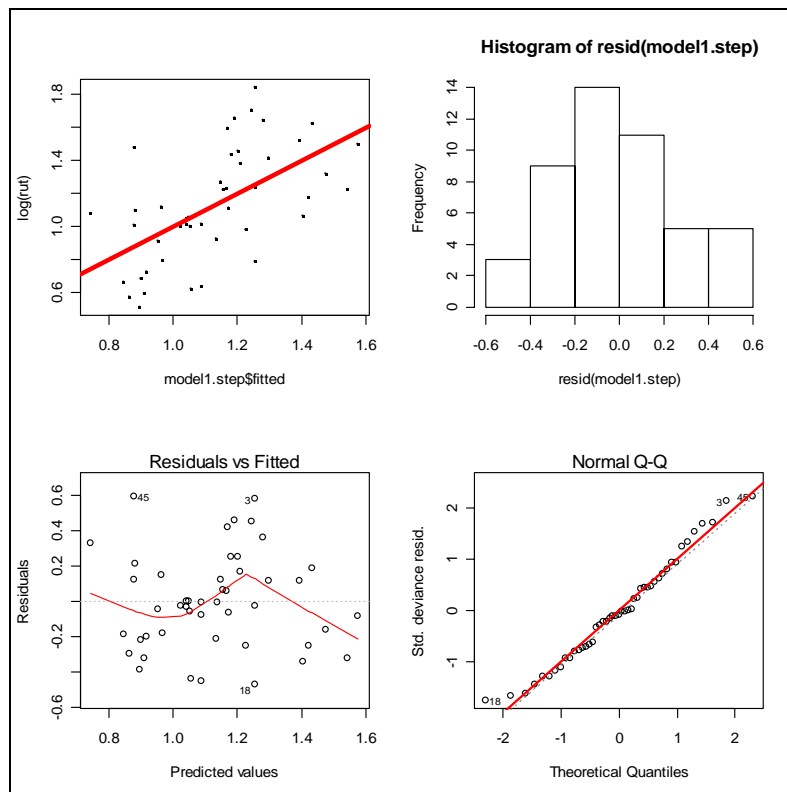 Histogram of resid(model1.step)
log(rut)
1.8
1.4
1.0
0.6
0.8 1.0 1.2 1.4 1.6
model1.step$fitted
Frequency
14
12
10
8
6
4
2
0
-0.6 -0.4 -0.2 0.0 0.2 0.4 0.6
resid(model1.step)
Residuals vs Fitted
Residuals
0.6
0.2
-0.2
-0.6
45
3
18
0.8 1.0 1.2 1.4 1.6
Predicted values
Normal Q-Q
Std. deviance resid.
2
1
0
1
3
45
18
-2 -1 0 1 2
Theoretical Quantiles